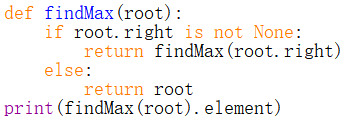 def findMax(root):
    if root.right is not None:
        return findMax(root.right)
    else:
        return root
print(findMax(root).element)